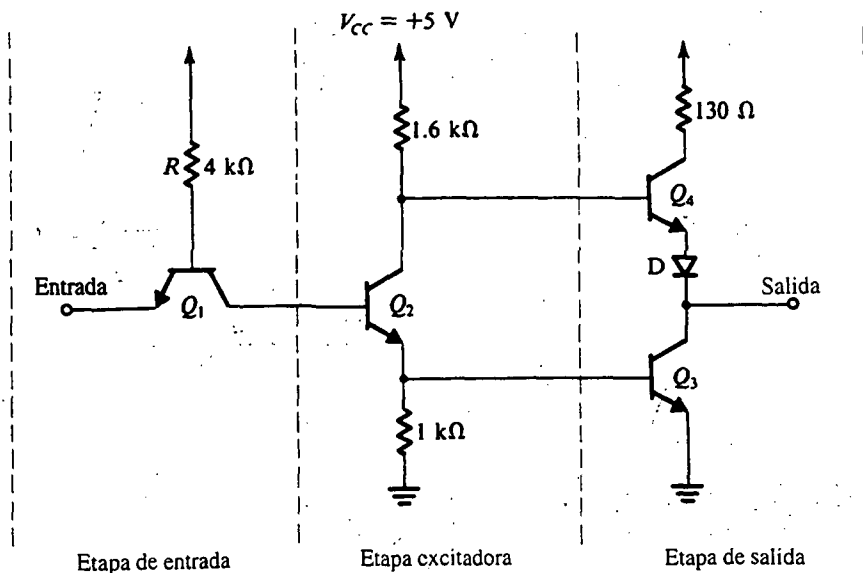 V_CC = +5 V
1.6 kΩ
130 Ω
R 4 kΩ
Q4
D
Entrada
Q1
Q2
Salida
Q3
1 kΩ
Etapa de entrada
Etapa excitadora
Etapa de salida